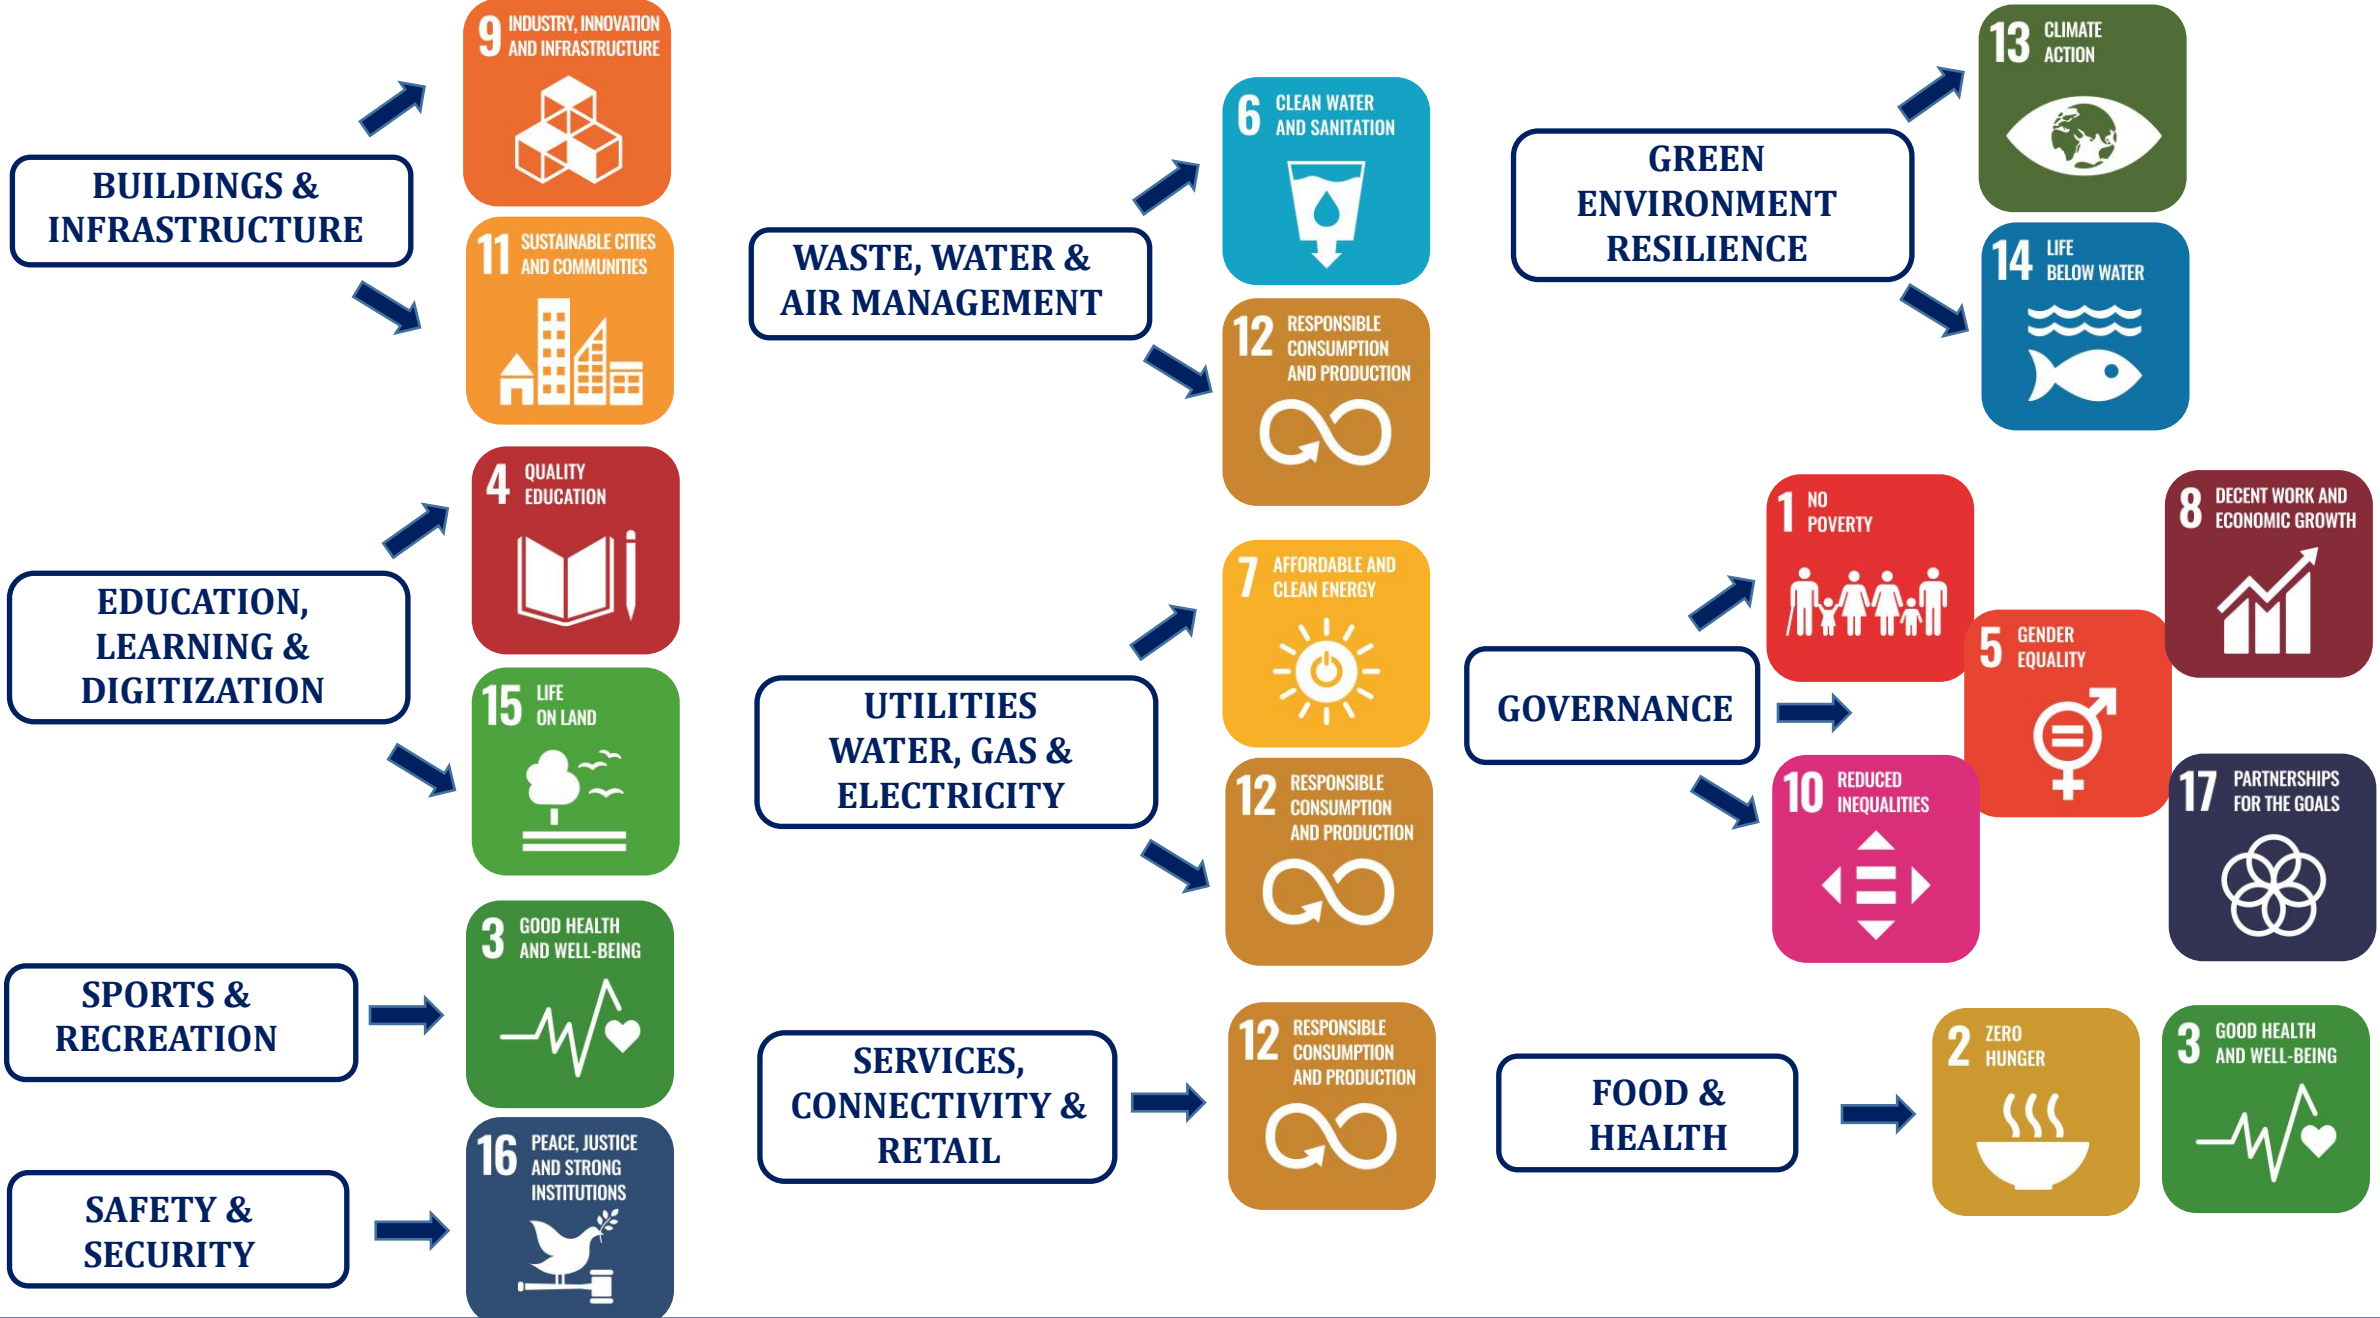 BUILDINGS &
INFRASTRUCTURE
9 INDUSTRY, INNOVATION
AND INFRASTRUCTURE
11 SUSTAINABLE CITIES
AND COMMUNITIES
EDUCATION,
LEARNING &
DIGITIZATION
4 QUALITY
EDUCATION
15 LIFE
ON LAND
SPORTS &
RECREATION
3 GOOD HEALTH
AND WELL-BEING
SAFETY &
SECURITY
16 PEACE, JUSTICE
AND STRONG
INSTITUTIONS
WASTE, WATER &
AIR MANAGEMENT
6 CLEAN WATER
AND SANITATION
12 RESPONSIBLE
CONSUMPTION
AND PRODUCTION
UTILITIES
WATER, GAS &
ELECTRICITY
7 AFFORDABLE AND
CLEAN ENERGY
12 RESPONSIBLE
CONSUMPTION
AND PRODUCTION
SERVICES,
CONNECTIVITY &
RETAIL
12 RESPONSIBLE
CONSUMPTION
AND PRODUCTION
GREEN
ENVIRONMENT
RESILIENCE
13 CLIMATE
ACTION
14 LIFE
BELOW WATER
GOVERNANCE
1 NO
POVERTY
8 DECENT WORK AND
ECONOMIC GROWTH
5 GENDER
EQUALITY
10 REDUCED
INEQUALITIES
17 PARTNERSHIPS
FOR THE GOALS
FOOD &
HEALTH
2 ZERO
HUNGER
3 GOOD HEALTH
AND WELL-BEING